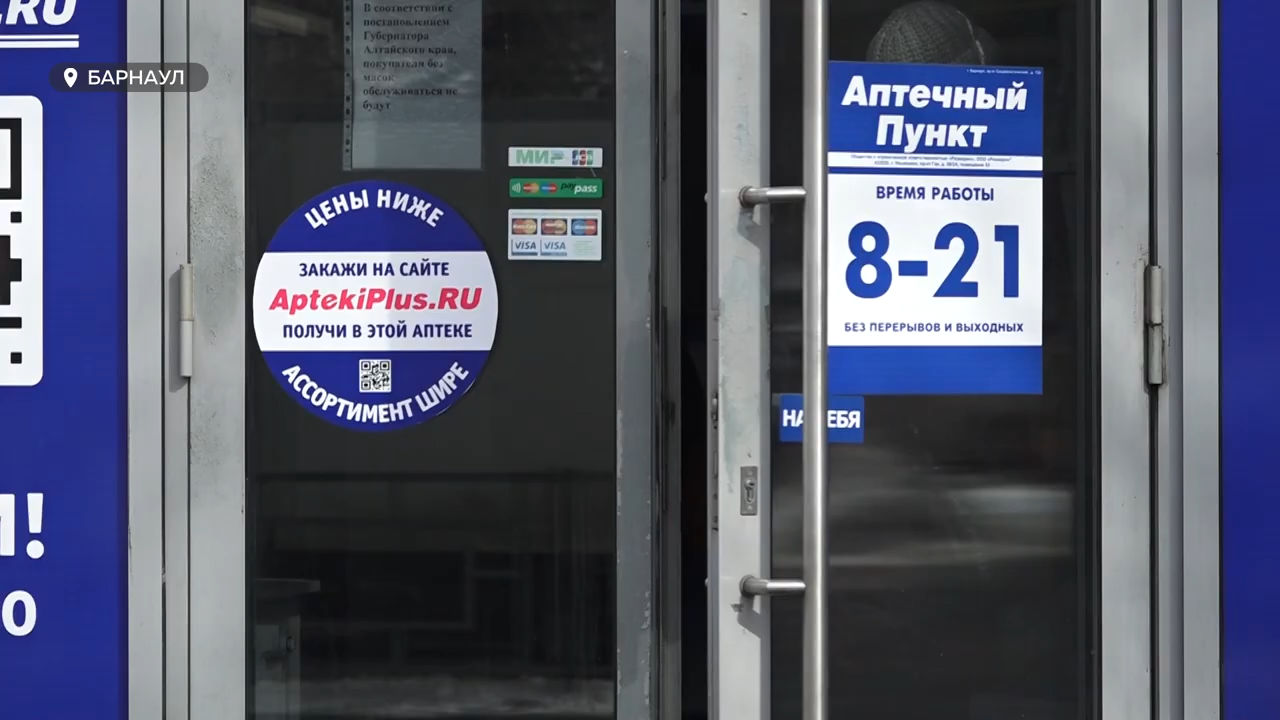 .RU
БАРНАУЛ
В соответствии с
постановлением
Губернатора
Алтайского края,
покупатели без
масок
обслуживаться не
будут
МИР JCB
paypass
VISA VISA
ЦЕНЫ НИЖЕ
ЗАКАЖИ НА САЙТЕ
AptekiPlus.RU
ПОЛУЧИ В ЭТОЙ АПТЕКЕ
АССОРТИМЕНТ ШИРЕ
Аптечный
Пункт
ВРЕМЯ РАБОТЫ
8-21
БЕЗ ПЕРЕРЫВОВ И ВЫХОДНЫХ
НА ЕБЯ
!
о